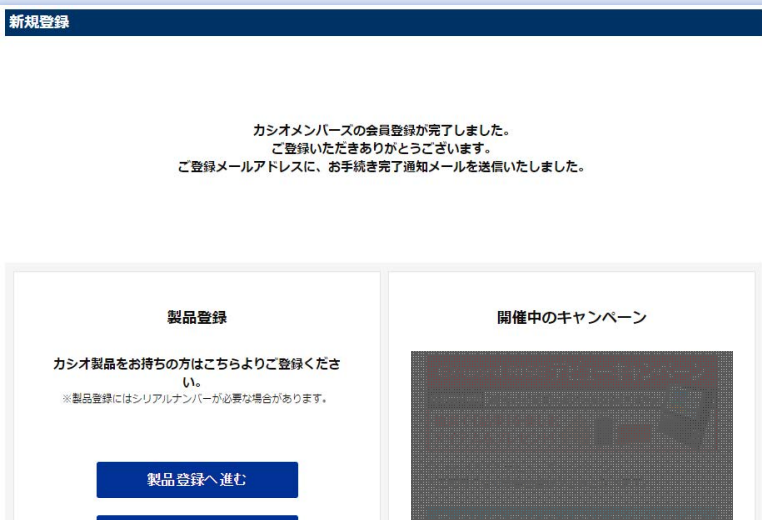 新規登録
カシオメンバーズの会員登録が完了しました。
ご登録いただきありがとうございます。
ご登録メールアドレスに、お手続き完了通知メールを送信いたしました。
製品登録
カシオ製品をお持ちの方はこちらよりご登録くださ
い。
※製品登録にはシリアルナンバーが必要な場合があります。
製品登録へ進む
開催中のキャンペーン